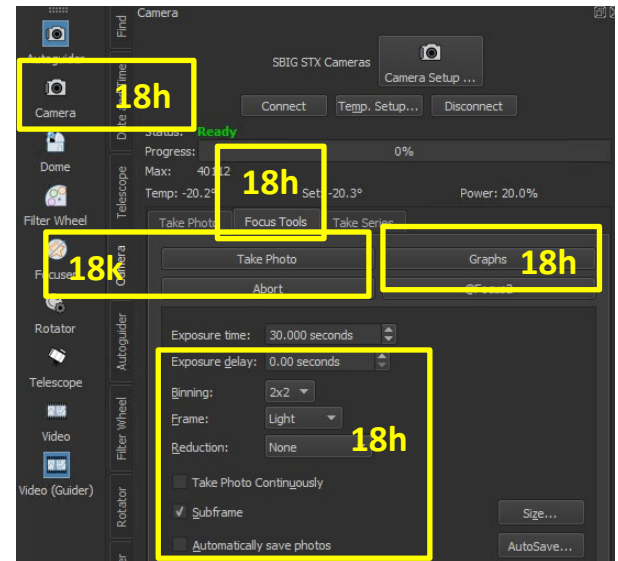 Camera
Autoguider
Camera
Dome
Filter Wheel
Focuser
Rotator
Telescope
Video
Video (Guider)
Find
Date and Time
Telescope
Camera
Autoguider
Filter Wheel
Rotator
SBIG STX Cameras
Camera Setup ...
Connect Temp. Setup... Disconnect
Status: Ready
Progress: 0%
Max: 40112
Temp: -20.2° Set: -20.3° Power: 20.0%
Take Photo Focus Tools Take Series
Take Photo Graphs
Abort @Focus2
Exposure time: 30.000 seconds
Exposure delay: 0.00 seconds
Binning: 2x2
Frame: Light
Reduction: None
Take Photo Continuously
Subframe Size...
Automatically save photos AutoSave...
18h
18h
18k
18h
18h